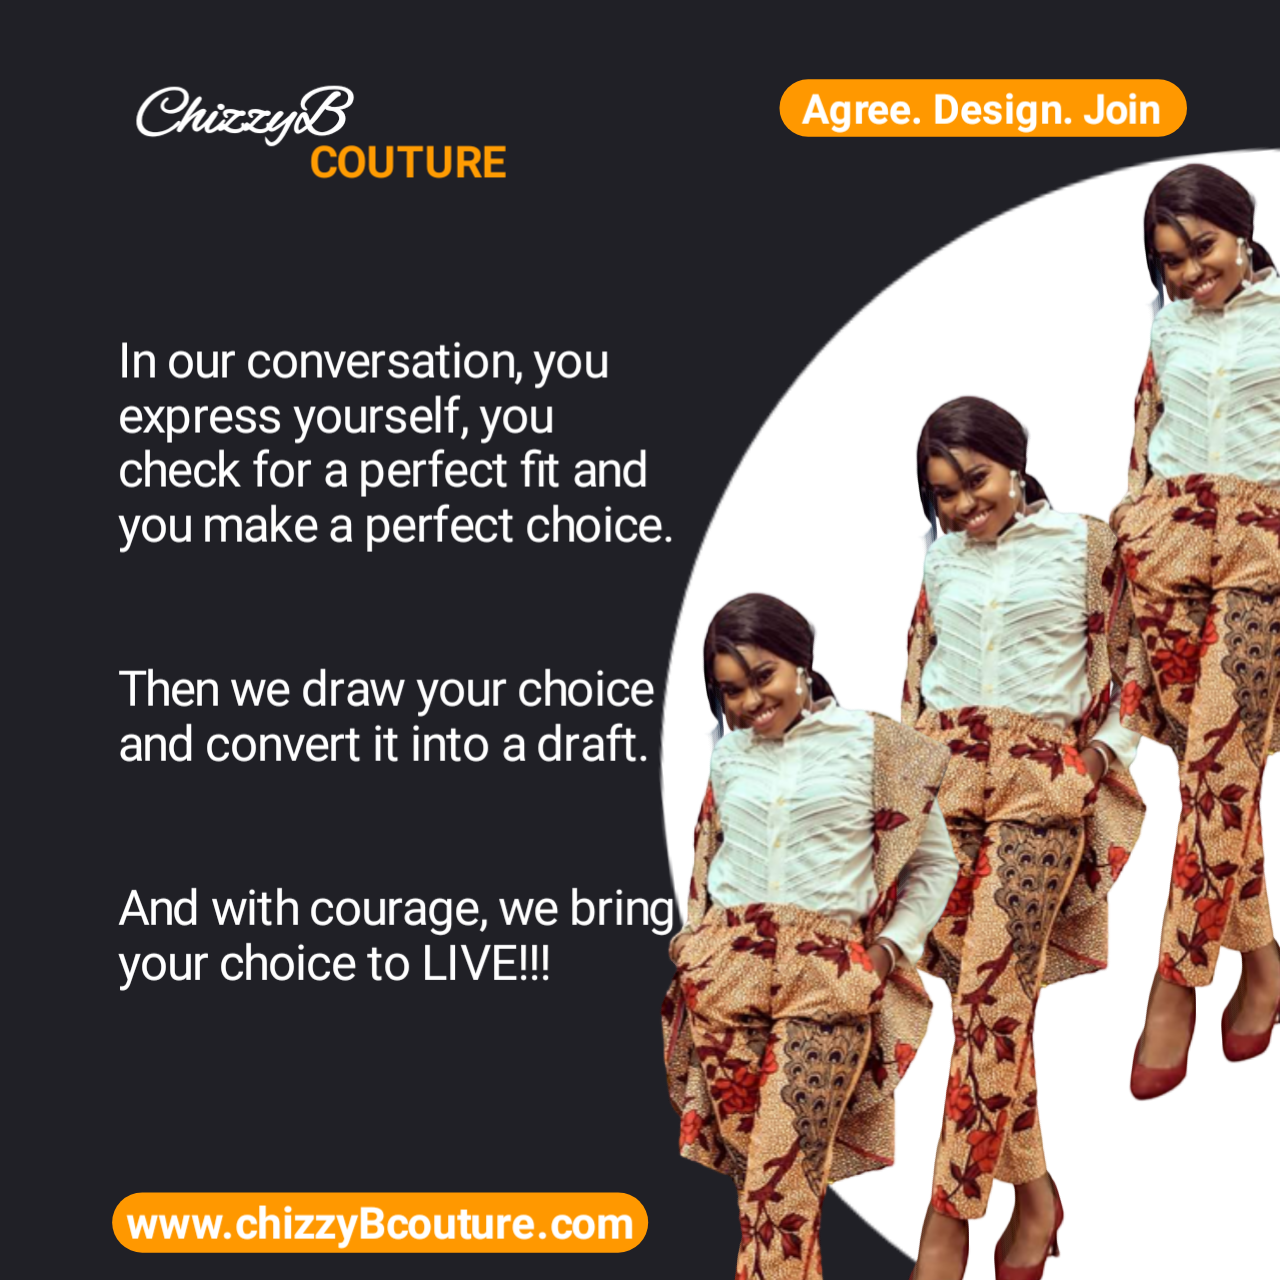 ChizzyB
COUTURE
Agree. Design. Join
In our conversation, you
express yourself, you
check for a perfect fit and
you make a perfect choice.
Then we draw your choice
and convert it into a draft.
And with courage, we bring
your choice to LIVE!!!
www.chizzyBcouture.com